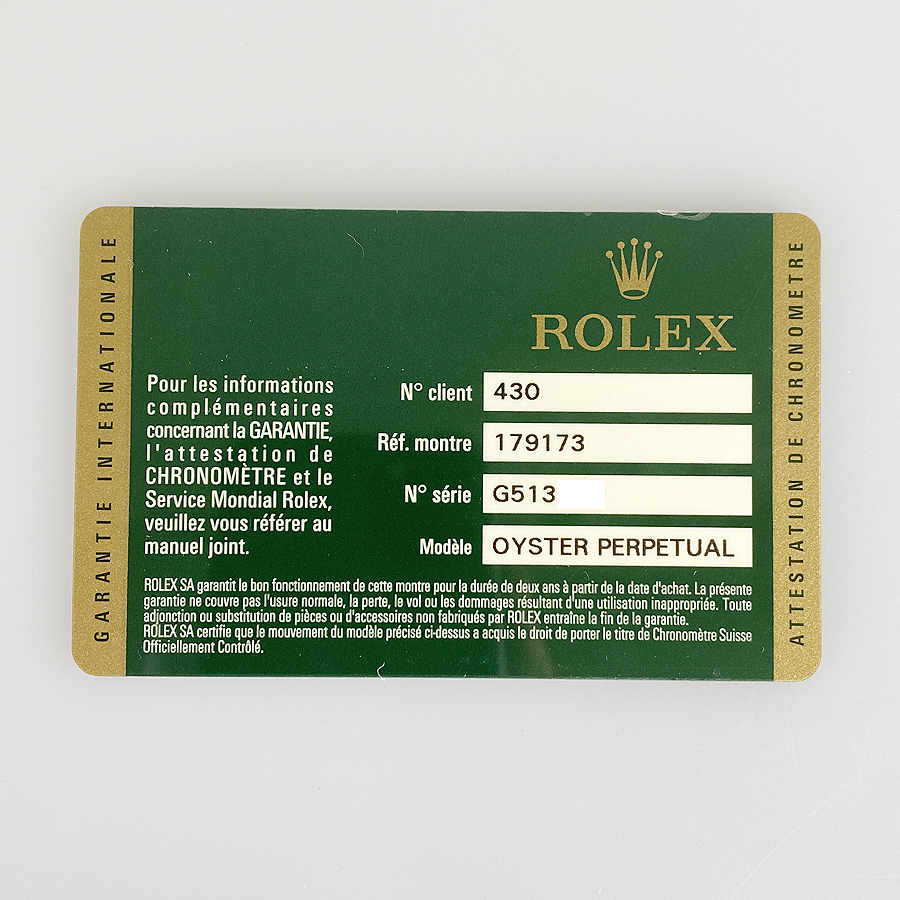 GARANTIE INTERNATIONALE
ROLEX
Pour les informations
complémentaires
concernant la GARANTIE,
l'attestation de
CHRONOMÈTRE et le
Service Mondial Rolex,
veuillez vous référer au
manuel joint.
N° client 430
Réf. montre 179173
N° série G513
Modèle OYSTER PERPETUAL
ROLEX SA garantit le bon fonctionnement de cette montre pour la durée de deux ans à partir de la date d'achat. La présente
garantie ne couvre pas l'usure normale, la perte, le vol ou les dommages résultant d'une utilisation inappropriée. Toute
adjonction ou substitution de pièces ou d'accessoires non fabriqués par ROLEX entraîne la fin de la garantie.
ROLEX SA certifie que le mouvement du modèle précisé ci-dessus a acquis le droit de porter le titre de Chronomètre Suisse
Officiellement Contrôlé.
ATTESTATION DE CHRONOMETRE